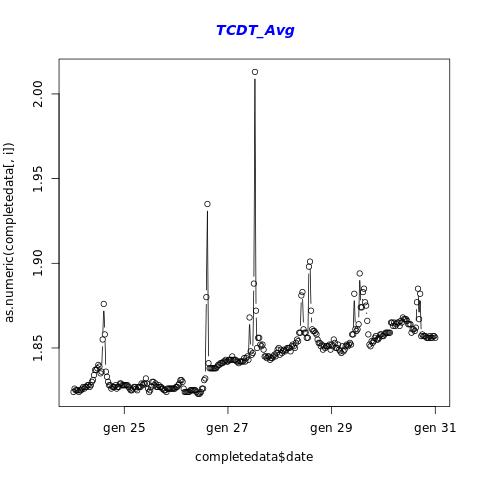 TCDT_Avg
as.numeric(completedata[, i])
2.00
1.95
1.90
1.85
gen 25
gen 27
gen 29
gen 31
completedata$date